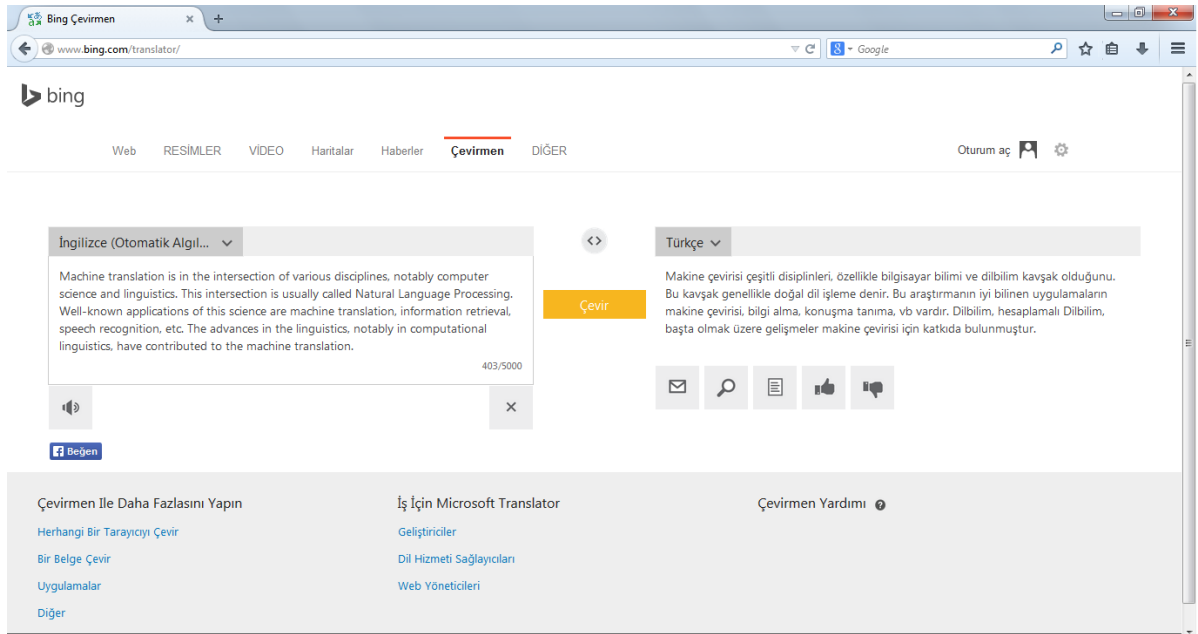 Bing Çevirmen
www.bing.com/translator/
Google
bing
Web RESİMLER VİDEO Haritalar Haberler Çevirmen DİĞER Oturum aç
İngilizce (Otomatik Algıl...
Machine translation is in the intersection of various disciplines, notably computer
science and linguistics. This intersection is usually called Natural Language Processing.
Well-known applications of this science are machine translation, information retrieval,
speech recognition, etc. The advances in the linguistics, notably in computational
linguistics, have contributed to the machine translation.
403/5000
Çevir
Türkçe
Makine çevirisi çeşitli disiplinleri, özellikle bilgisayar bilimi ve dilbilim kavşak olduğunu.
Bu kavşak genellikle doğal dil işleme denir. Bu araştırmanın iyi bilinen uygulamaların
makine çevirisi, bilgi alma, konuşma tanıma, vb vardır. Dilbilim, hesaplamalı Dilbilim,
başta olmak üzere gelişmeler makine çevirisi için katkıda bulunmuştur.
Beğen
Çevirmen Ile Daha Fazlasını Yapın
Herhangi Bir Tarayıcıyı Çevir
Bir Belge Çevir
Uygulamalar
Diğer
İş İçin Microsoft Translator
Geliştiriciler
Dil Hizmeti Sağlayıcıları
Web Yöneticileri
Çevirmen Yardımı